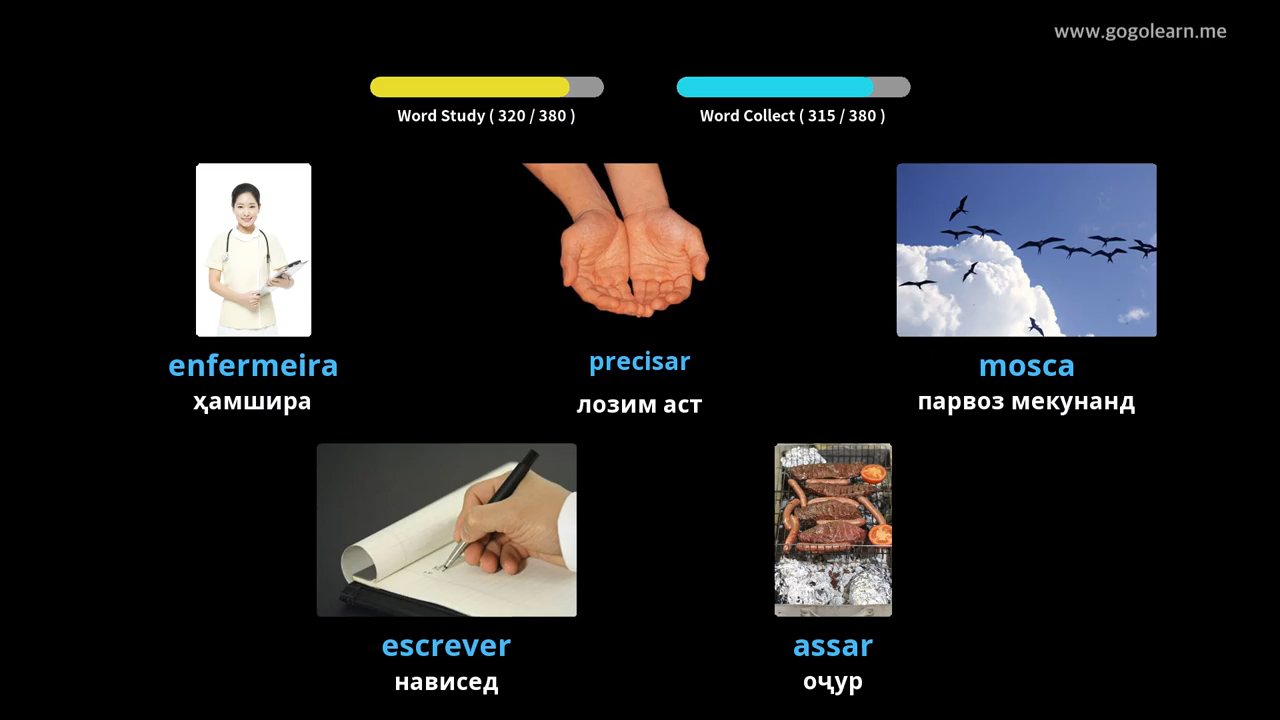 www.gogolearn.me
Word Study ( 320 / 380 )
Word Collect ( 315 / 380 )
enfermeira
ҳамшира
precisar
лозим аст
mosca
парвоз мекунанд
escrever
нависед
assar
оҷур